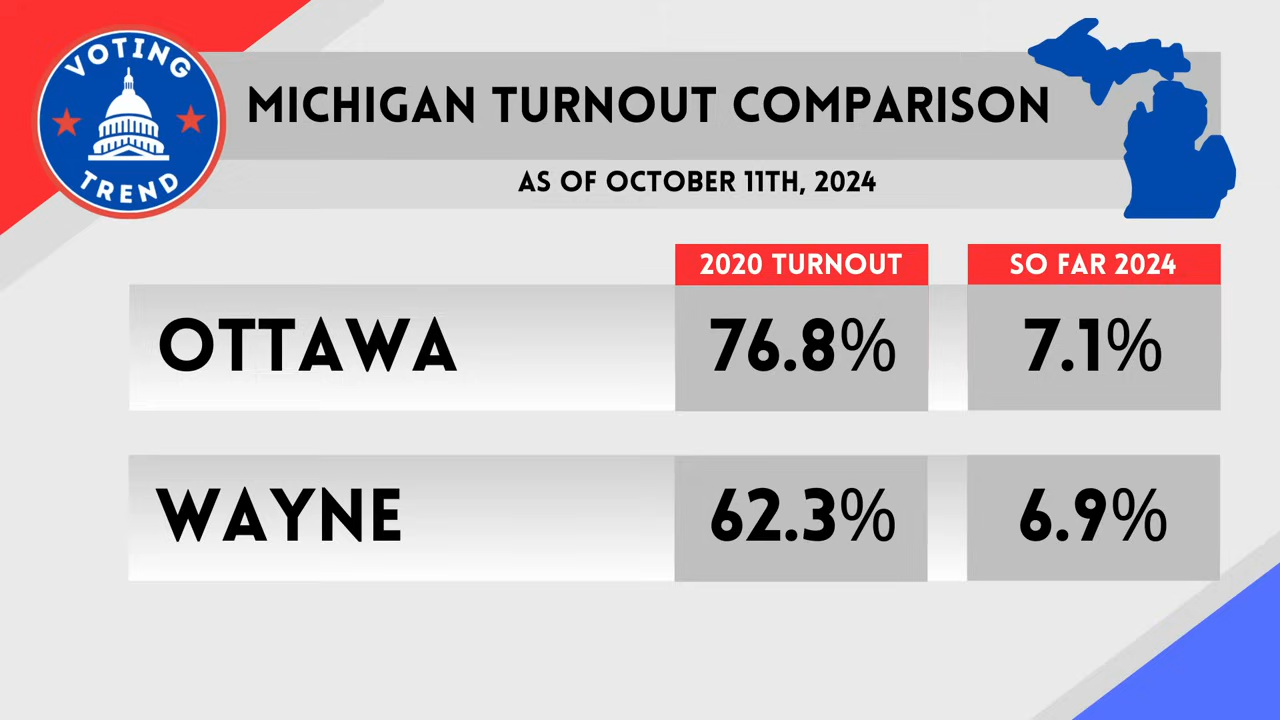 VOTING
TREND
MICHIGAN TURNOUT COMPARISON
AS OF OCTOBER 11TH, 2024
2020 TURNOUT SO FAR 2024
OTTAWA 76.8% 7.1%
WAYNE 62.3% 6.9%